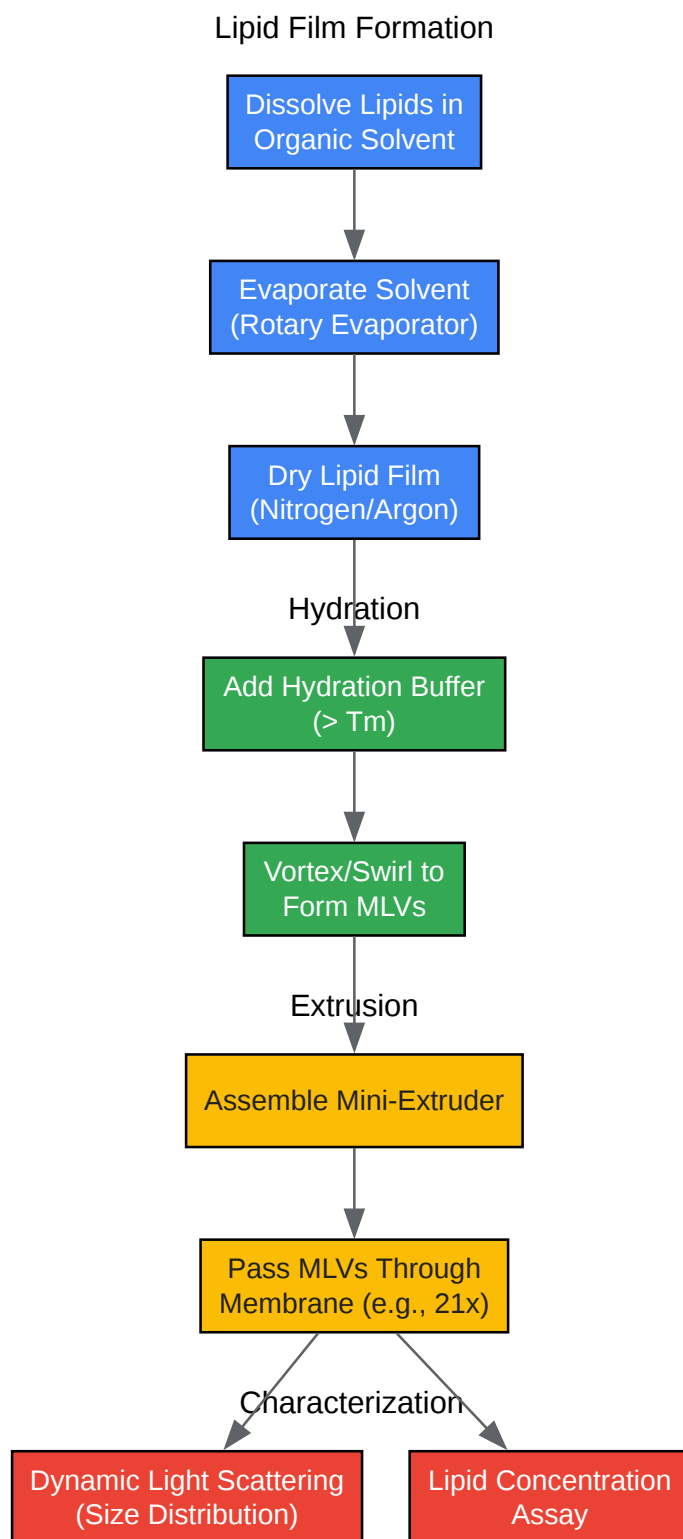 Lipid Film Formation
Dissolve Lipids in
Organic Solvent
Evaporate Solvent
(Rotary Evaporator)
Dry Lipid Film
(Nitrogen/Argon)
Hydration
Add Hydration Buffer
(> Tm)
Vortex/Swirl to
Form MLVs
Extrusion
Assemble Mini-Extruder
Pass MLVs Through
Membrane (e.g., 21x)
Characterization
Dynamic Light Scattering
(Size Distribution)
Lipid Concentration
Assay